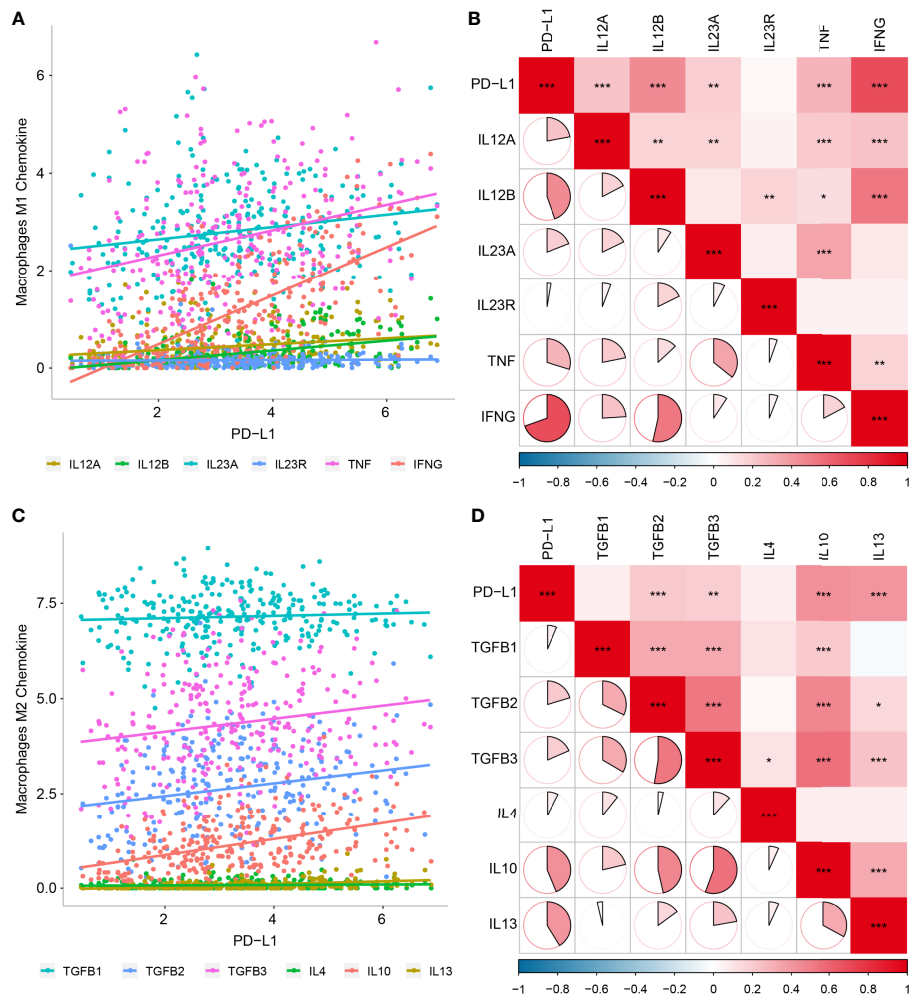 A
Macrophages M1 Chemokine
6
4
2
0
2 4 6
PD−L1
IL12A IL12B IL23A IL23R TNF IFNG
B
PD−L1 IL12A IL12B IL23A IL23R TNF IFNG
PD−L1 *** *** *** ** *** ***
IL12A *** ** ** *** ***
IL12B *** ** * ***
IL23A *** ***
IL23R ***
TNF *** **
IFNG ***
−1 −0.8 −0.6 −0.4 −0.2 0 0.2 0.4 0.6 0.8 1
C
Macrophages M2 Chemokine
7.5
5.0
2.5
0.0
2 4 6
PD−L1
TGFB1 TGFB2 TGFB3 IL4 IL10 IL13
D
PD−L1 TGFB1 TGFB2 TGFB3 IL4 IL10 IL13
PD−L1 *** *** ** *** ***
TGFB1 *** *** *** ***
TGFB2 *** *** *** *
TGFB3 *** * *** ***
IL4 ***
IL10 *** ***
IL13 ***
−1 −0.8 −0.6 −0.4 −0.2 0 0.2 0.4 0.6 0.8 1